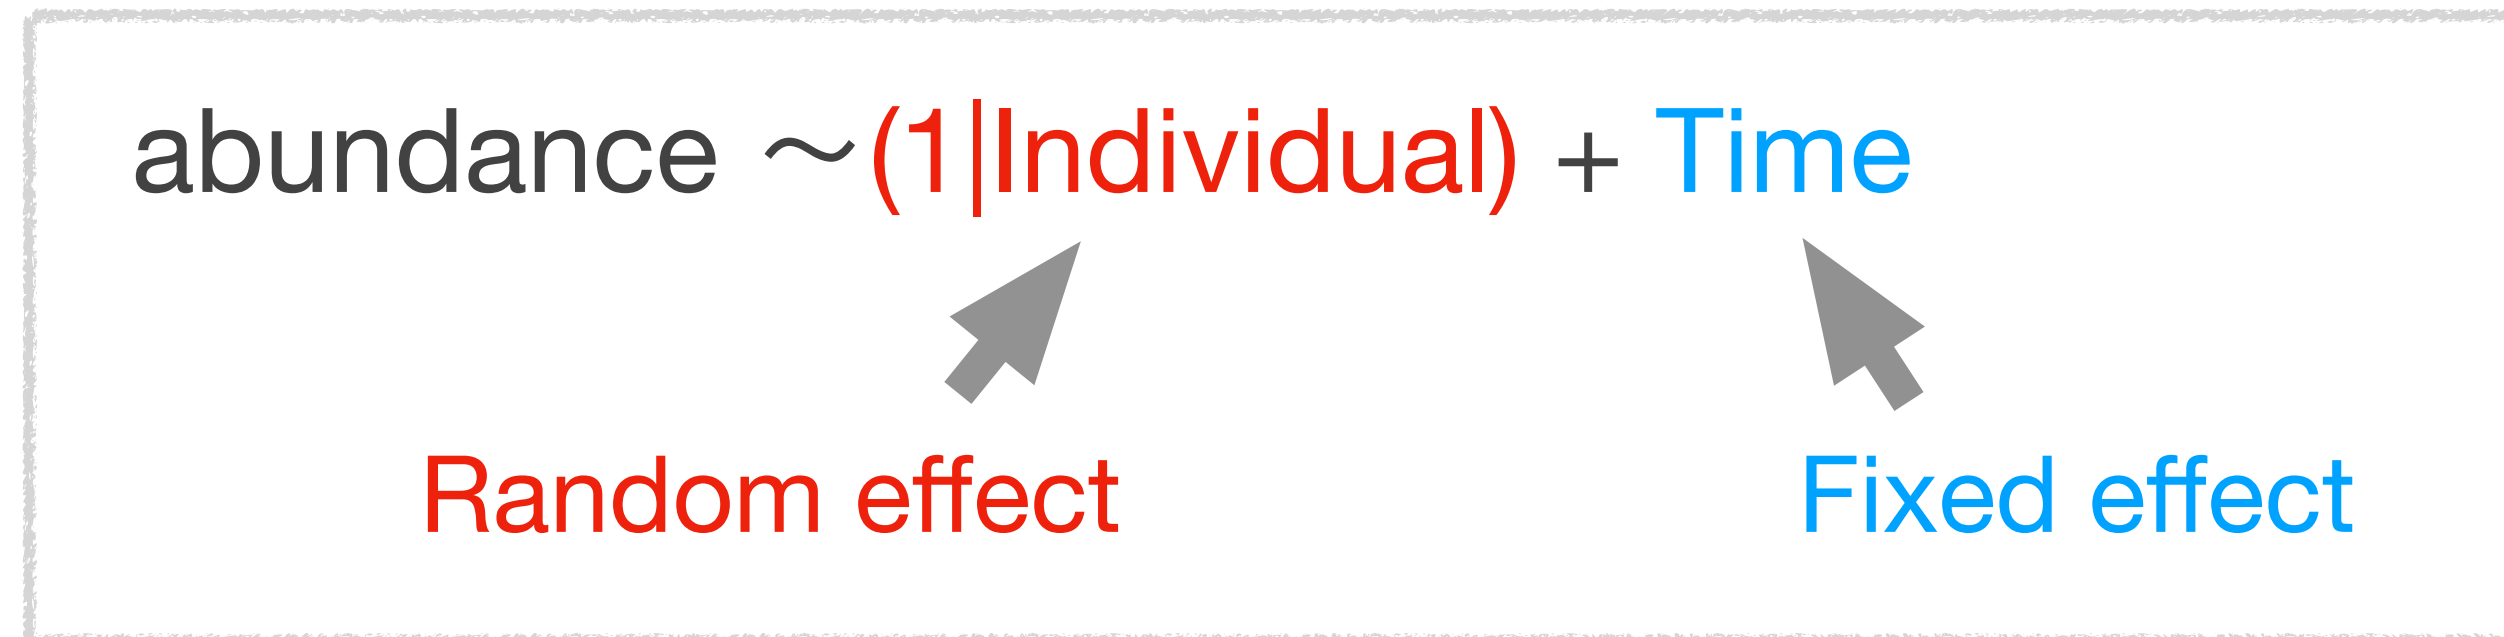 abundance ~(1|Individual) + Time
Random effect Fixed effect